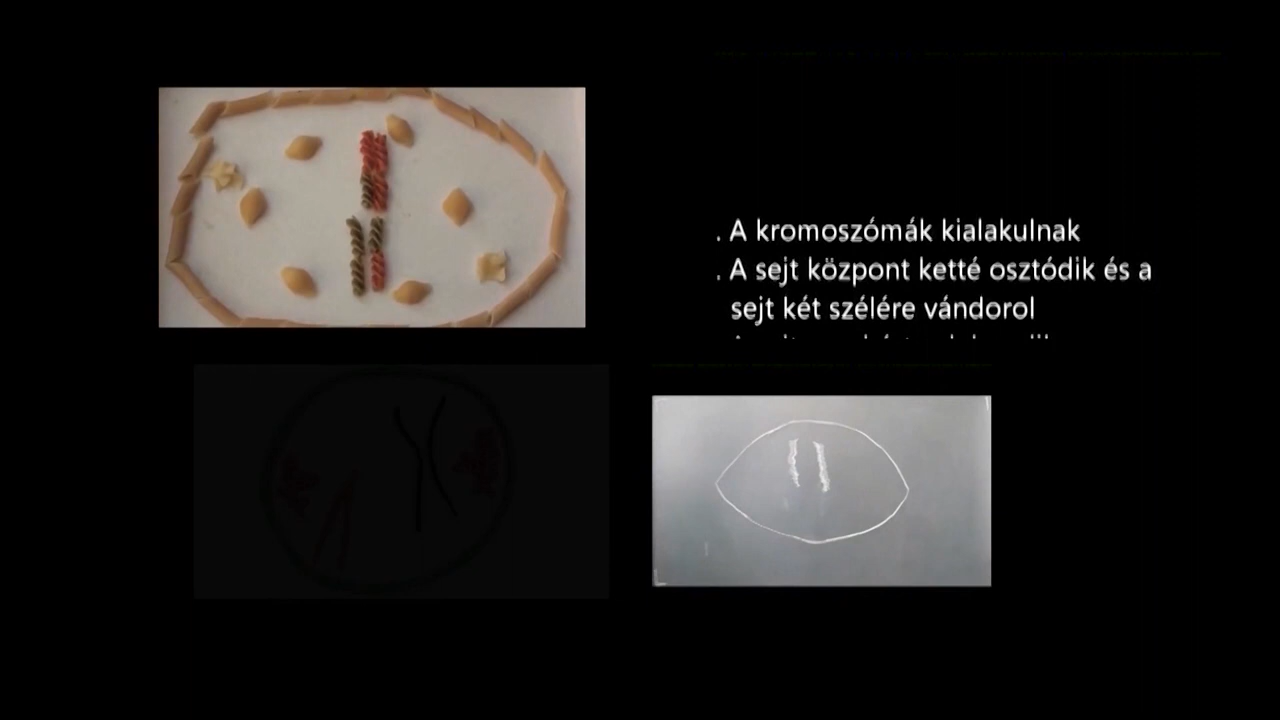 . A kromoszómák kialakulnak
. A sejt központ ketté osztódik és a
sejt két szélére vándorol